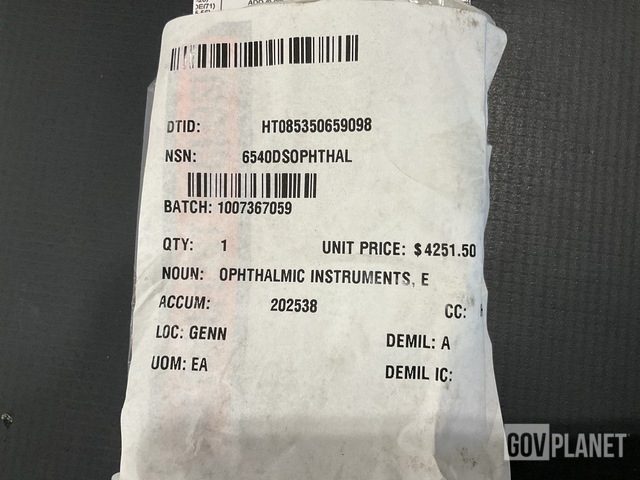 DTID: HT085350659098
NSN: 6540DSOPHTHAL
BATCH: 1007367059
QTY: 1 UNIT PRICE: $4251.50
NOUN: OPHTHALMIC INSTRUMENTS, E
ACCUM: 202538 CC:
LOC: GENN DEMIL: A
UOM: EA DEMIL IC:
GOVPLANET